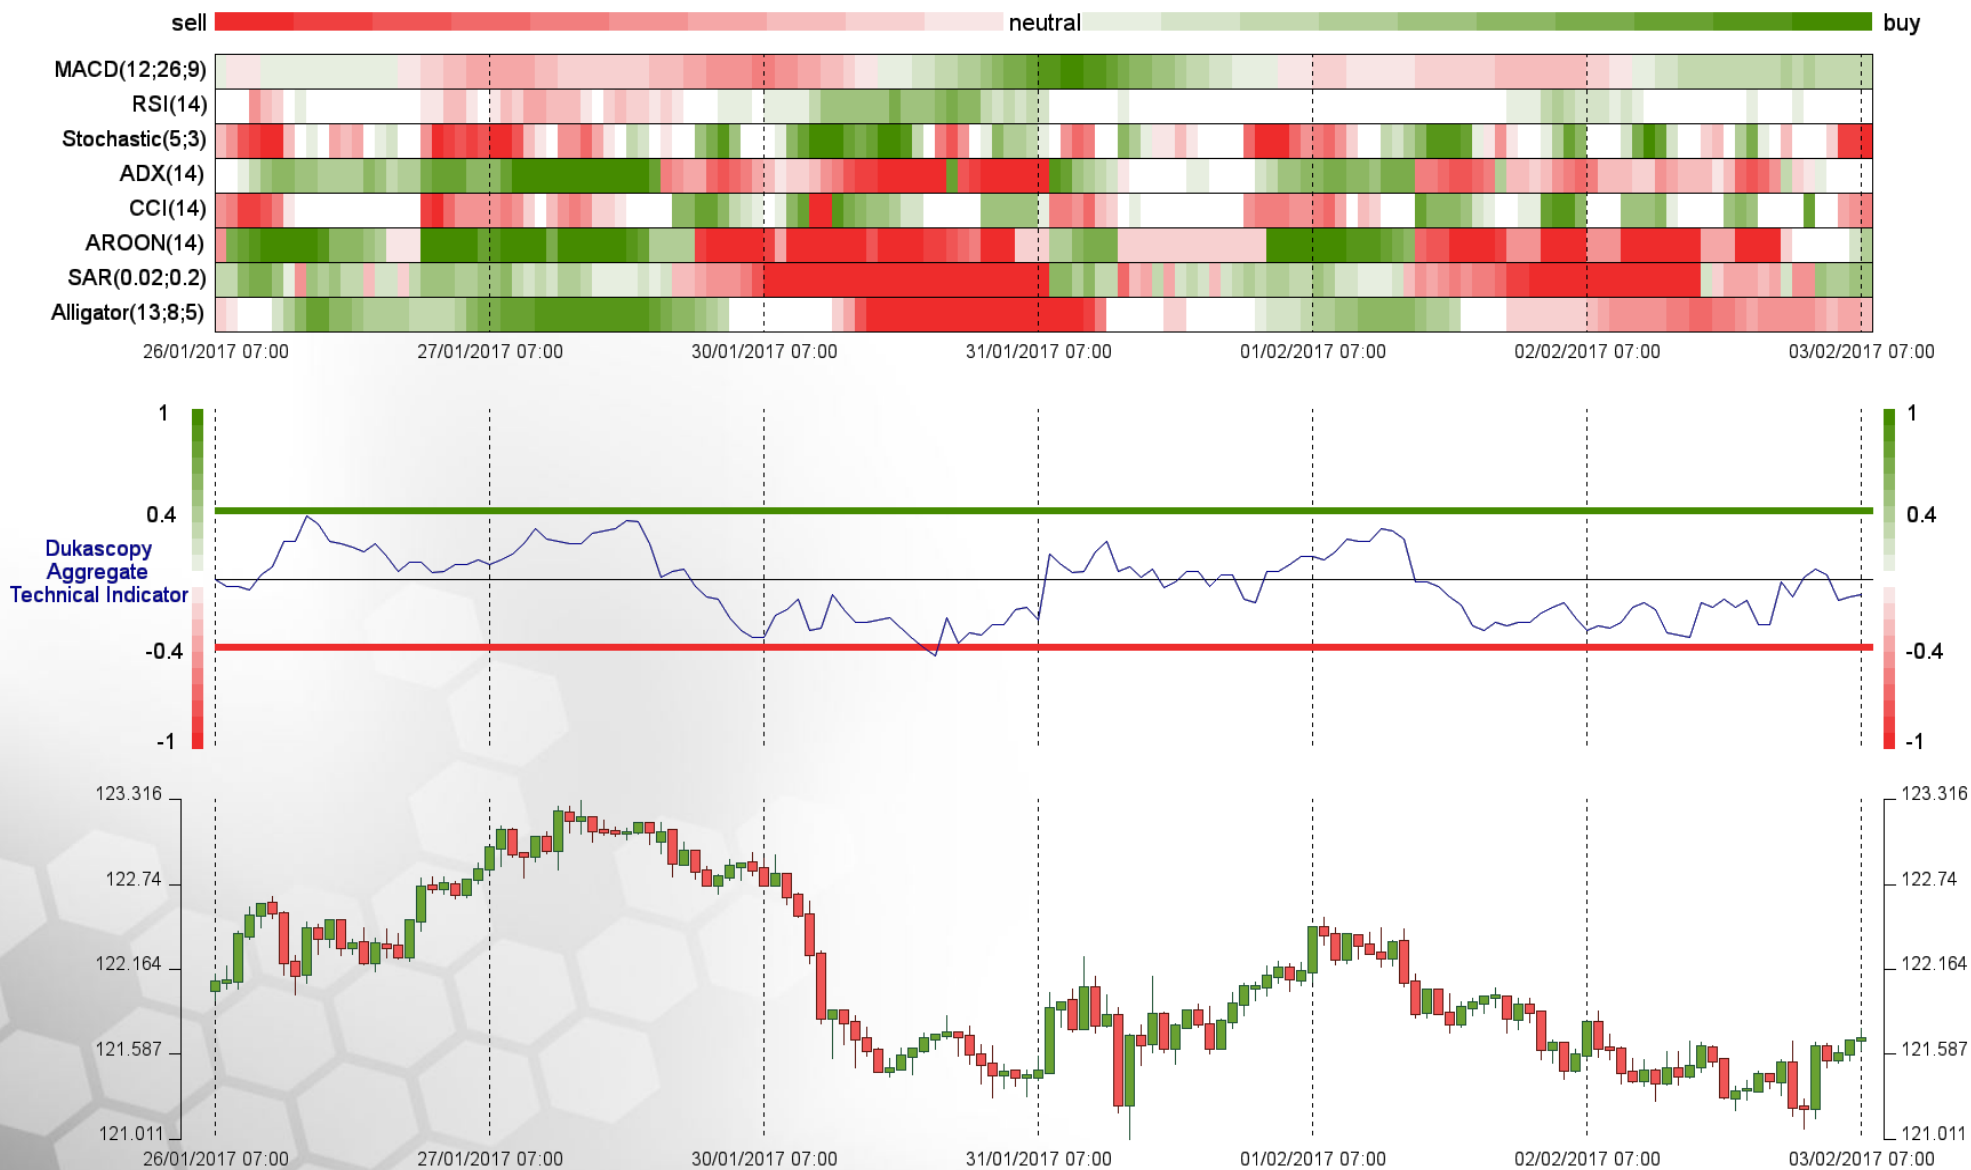 sell neutral buy
MACD(12;26;9)
RSI(14)
Stochastic(5;3)
ADX(14)
CCI(14)
AROON(14)
SAR(0.02;0.2)
Alligator(13;8;5)
26/01/2017 07:00 27/01/2017 07:00 30/01/2017 07:00 31/01/2017 07:00 01/02/2017 07:00 02/02/2017 07:00 03/02/2017 07:00
1 1
0.4 0.4
Dukascopy
Aggregate
Technical Indicator
-0.4 -0.4
-1 -1
123.316 123.316
122.74 122.74
122.164 122.164
121.587 121.587
121.011 121.011
26/01/2017 07:00 27/01/2017 07:00 30/01/2017 07:00 31/01/2017 07:00 01/02/2017 07:00 02/02/2017 07:00 03/02/2017 07:00